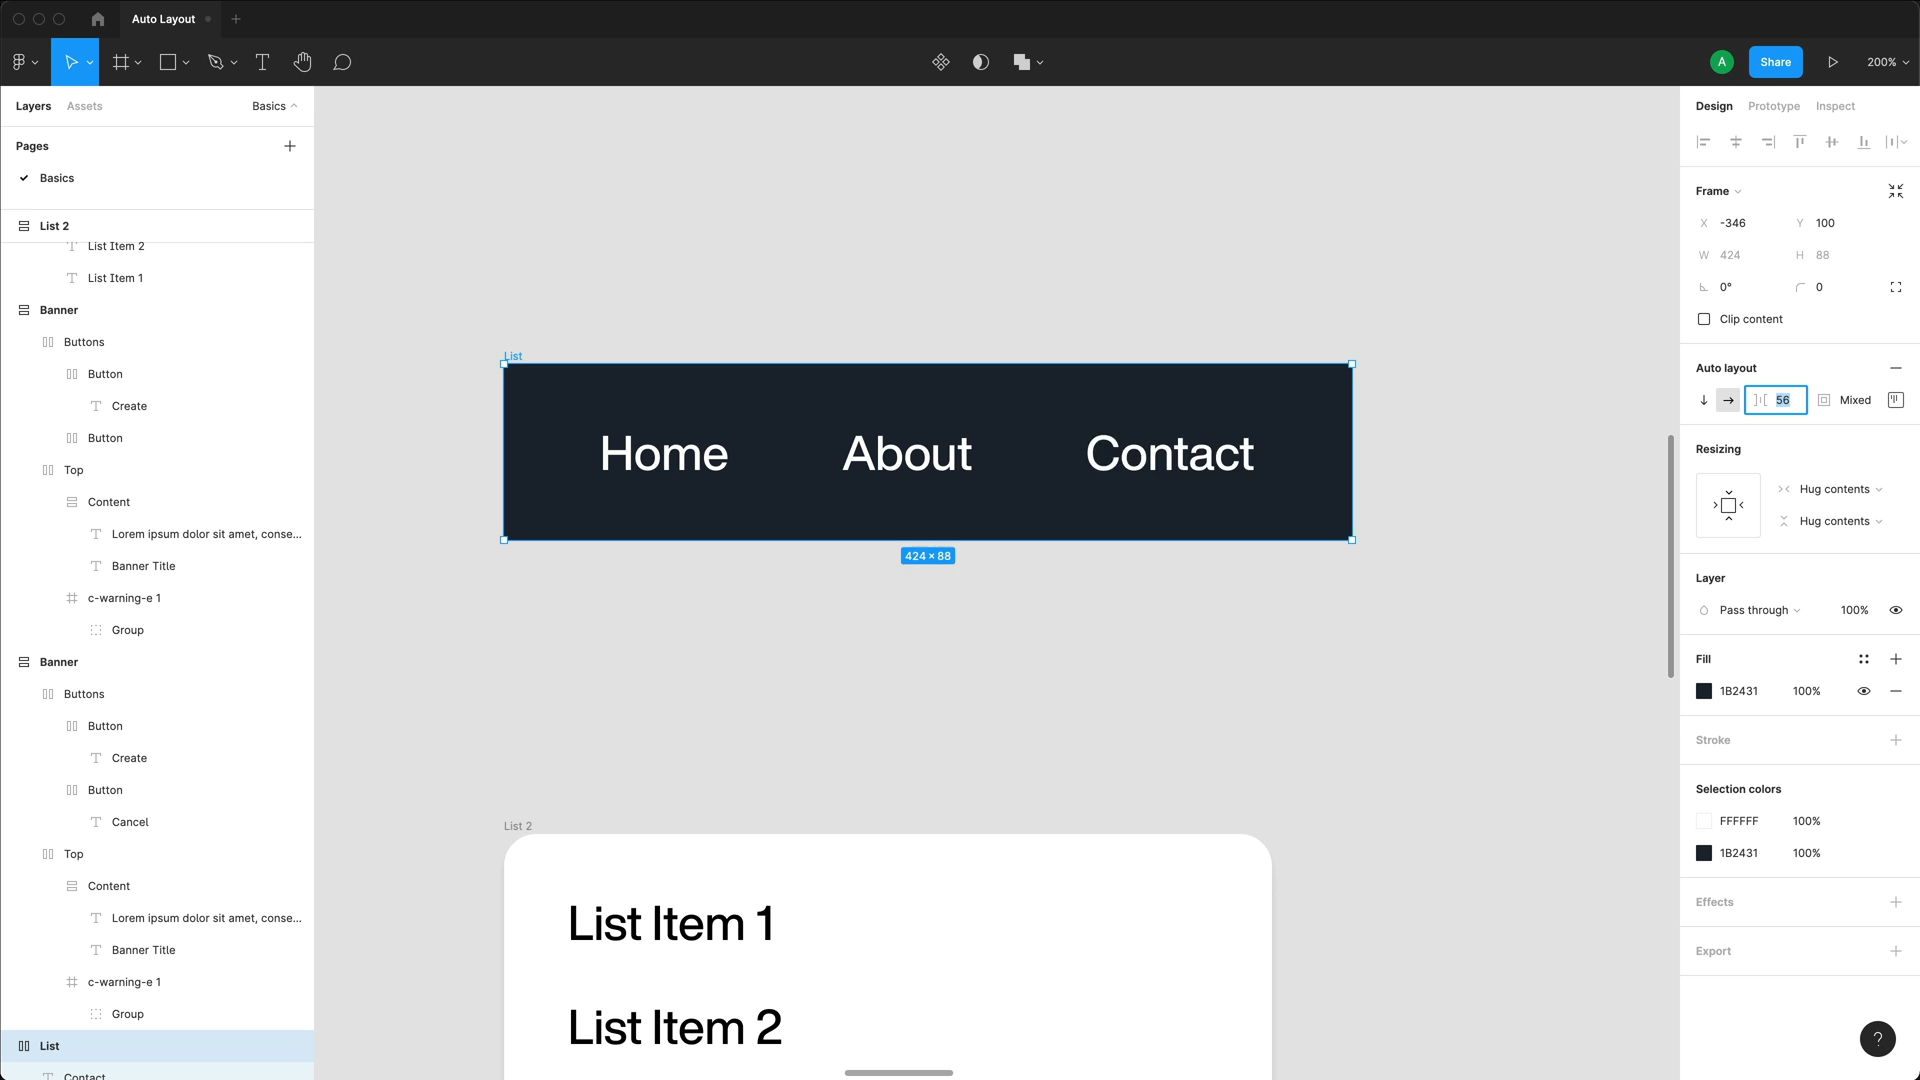 Auto Layout
A
Share
200%
Layers
Assets
Basics
Pages
Basics
List 2
List Item 2
List Item 1
Banner
Buttons
Button
Create
Button
Top
Content
Lorem ipsum dolor sit amet, conse...
Banner Title
c-warning-e 1
Group
Banner
Buttons
Button
Create
Button
Cancel
Top
Content
Lorem ipsum dolor sit amet, conse...
Banner Title
c-warning-e 1
Group
List
Contact
List
Home About Contact
424 × 88
List 2
List Item 1
List Item 2
Design Prototype Inspect
Frame
X -346 Y 100
W 424 H 88
0° 0
Clip content
Auto layout
56 Mixed
Resizing
Hug contents
Hug contents
Layer
Pass through 100%
Fill
1B2431 100%
Stroke
Selection colors
FFFFFF 100%
1B2431 100%
Effects
Export
?